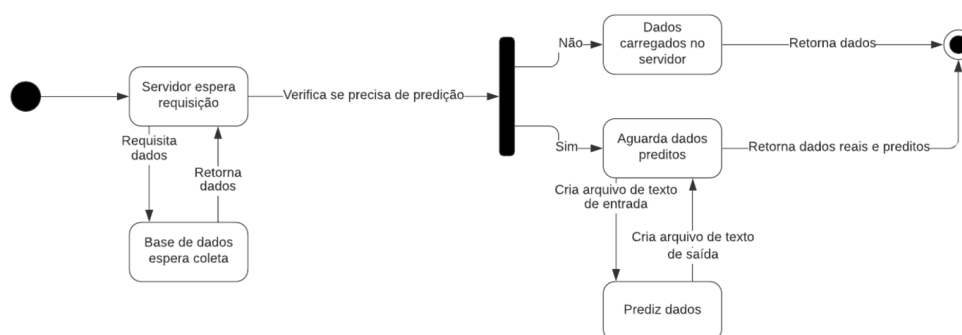 Servidor espera
requisição
Requisita
dados
Retorna
dados
Base de dados
espera coleta
Verifica se precisa de predição
Não
Dados
carregados no
servidor
Retorna dados
Sim
Aguarda dados
preditos
Retorna dados reais e preditos
Cria arquivo de texto
de entrada
Cria arquivo de texto
de saída
Prediz dados